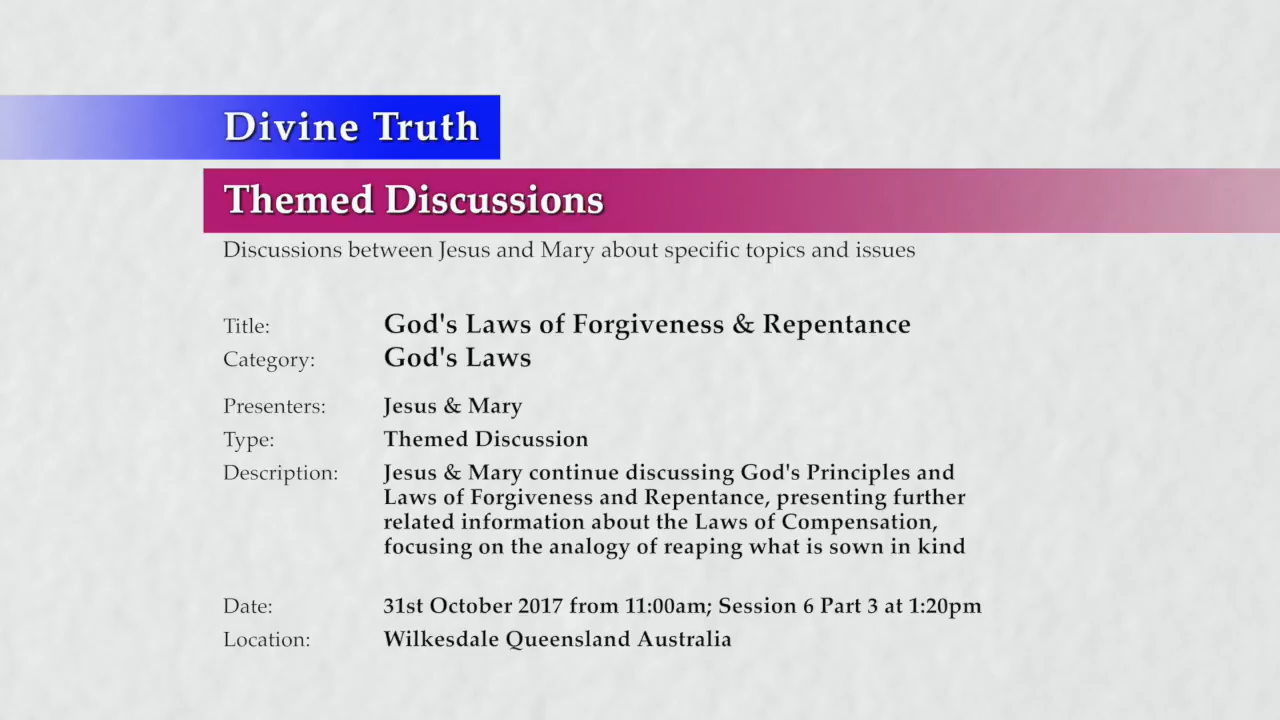 Divine Truth
Themed Discussions
Discussions between Jesus and Mary about specific topics and issues
Title: God's Laws of Forgiveness & Repentance
Category: God's Laws
Presenters: Jesus & Mary
Type: Themed Discussion
Description: Jesus & Mary continue discussing God's Principles and
Laws of Forgiveness and Repentance, presenting further
related information about the Laws of Compensation,
focusing on the analogy of reaping what is sown in kind
Date: 31st October 2017 from 11:00am; Session 6 Part 3 at 1:20pm
Location: Wilkesdale Queensland Australia